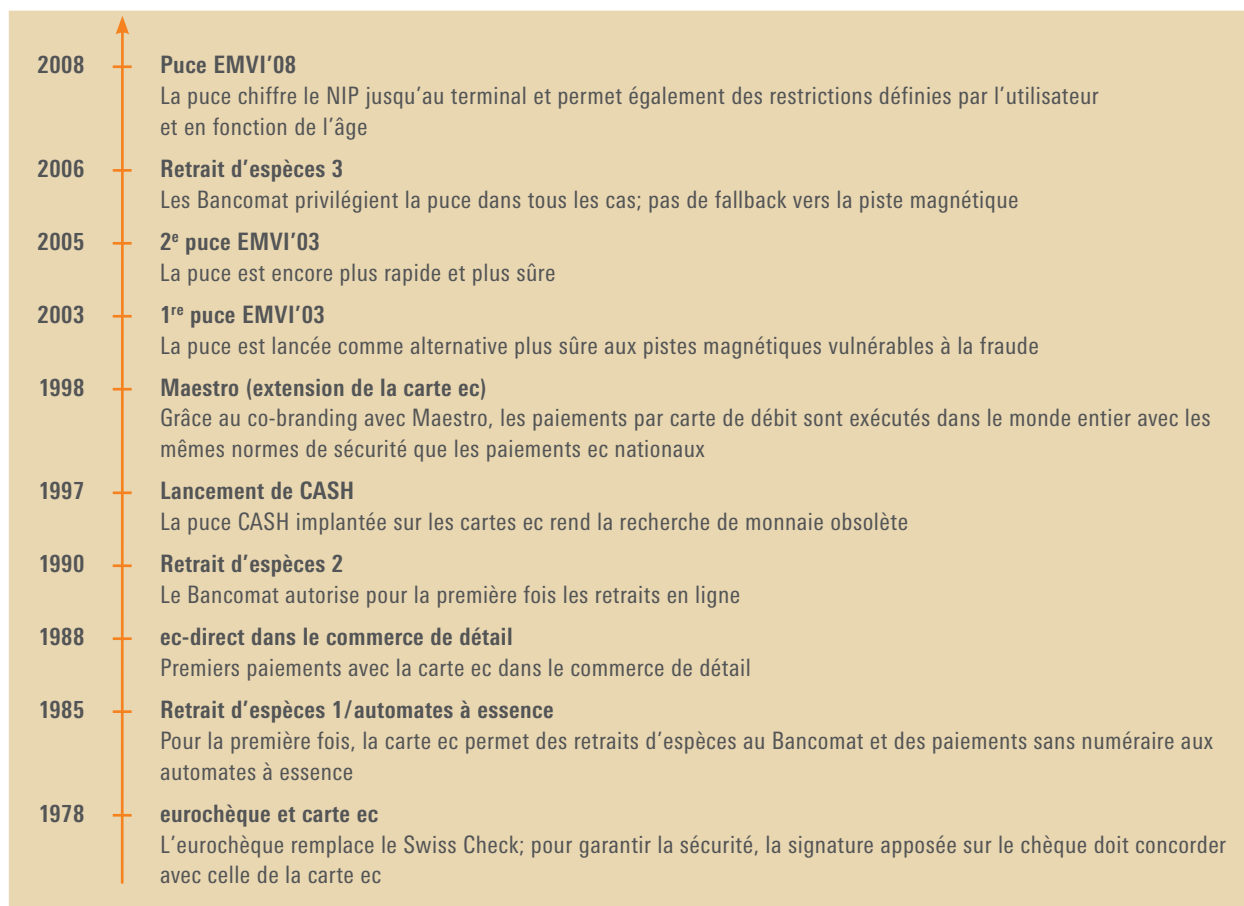 2008 Puce EMVI’08
La puce chiffre le NIP jusqu’au terminal et permet également des restrictions définies par l’utilisateur
et en fonction de l’âge
2006 Retrait d’espèces 3
Les Bancomat privilégient la puce dans tous les cas; pas de fallback vers la piste magnétique
2005 2e puce EMVI’03
La puce est encore plus rapide et plus sûre
2003 1re puce EMVI’03
La puce est lancée comme alternative plus sûre aux pistes magnétiques vulnérables à la fraude
1998 Maestro (extension de la carte ec)
Grâce au co-branding avec Maestro, les paiements par carte de débit sont exécutés dans le monde entier avec les
mêmes normes de sécurité que les paiements ec nationaux
1997 Lancement de CASH
La puce CASH implantée sur les cartes ec rend la recherche de monnaie obsolète
1990 Retrait d’espèces 2
Le Bancomat autorise pour la première fois les retraits en ligne
1988 ec-direct dans le commerce de détail
Premiers paiements avec la carte ec dans le commerce de détail
1985 Retrait d’espèces 1/automates à essence
Pour la première fois, la carte ec permet des retraits d’espèces au Bancomat et des paiements sans numéraire aux
automates à essence
1978 eurochèque et carte ec
L’eurochèque remplace le Swiss Check; pour garantir la sécurité, la signature apposée sur le chèque doit concorder
avec celle de la carte ec